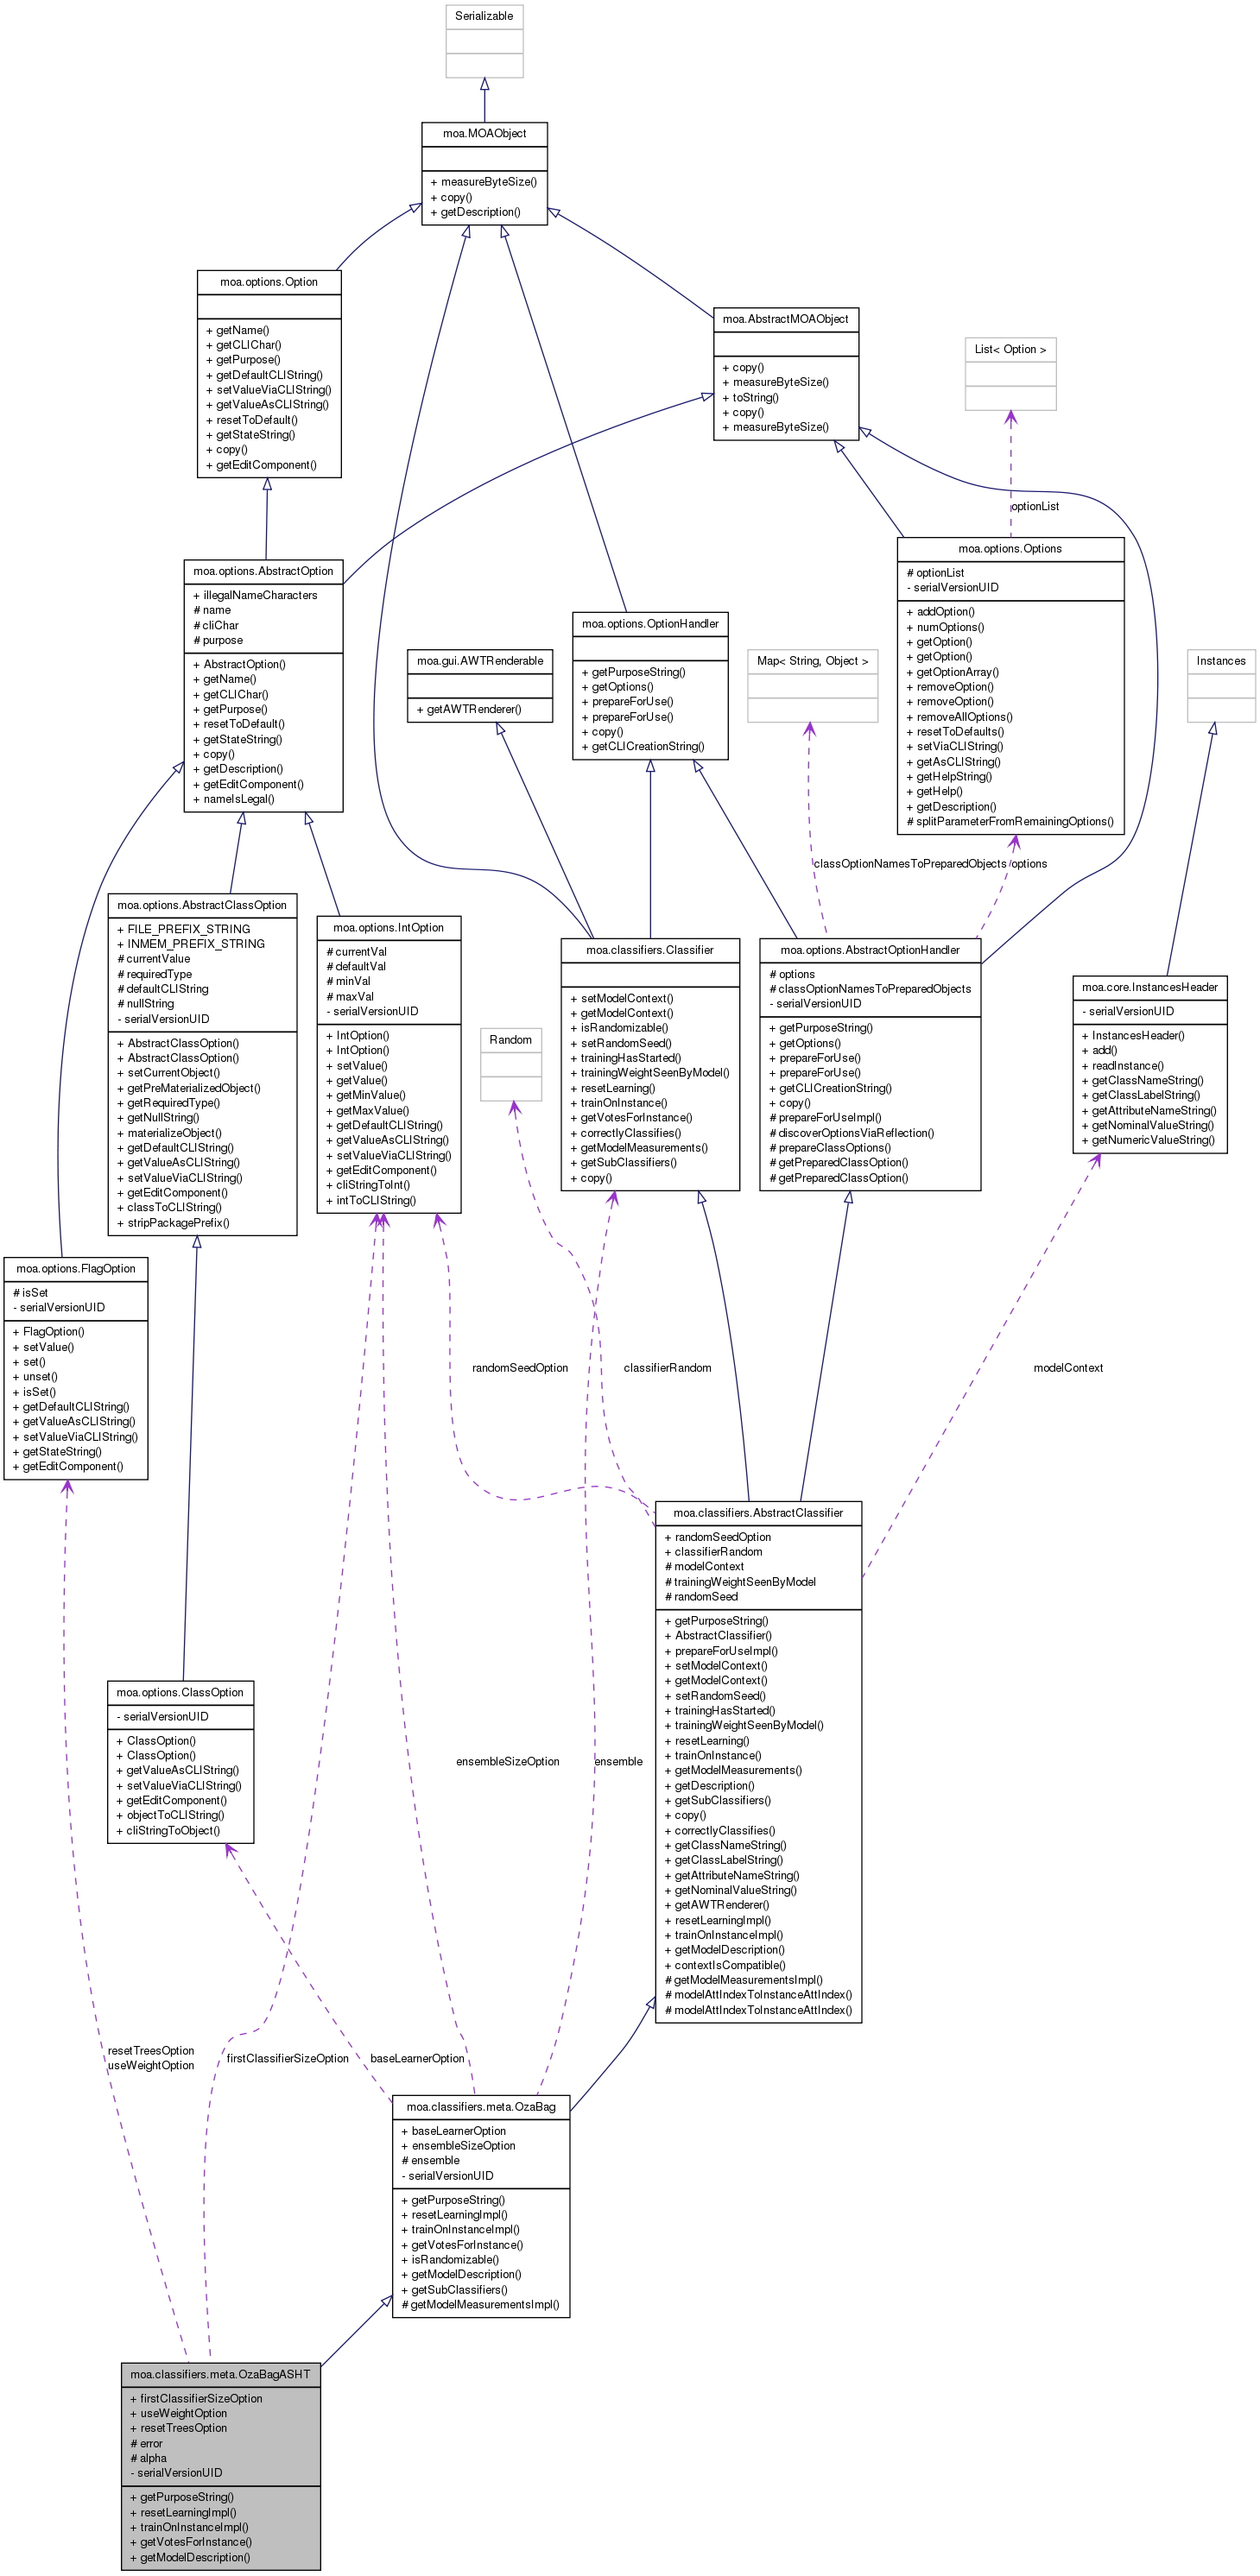 Serializable
moa.MOAObject
+ measureByteSize()
+ copy()
+ getDescription()
moa.options.Option
+ getName()
+ getCLIChar()
+ getPurpose()
+ getDefaultCLIString()
+ setValueViaCLIString()
+ getValueAsCLIString()
+ resetToDefault()
+ getStateString()
+ copy()
+ getEditComponent()
moa.AbstractMOAObject
+ copy()
+ measureByteSize()
+ toString()
+ copy()
+ measureByteSize()
List< Option >
optionList
moa.options.AbstractOption
+ illegalNameCharacters
# name
# cliChar
# purpose
+ AbstractOption()
+ getName()
+ getCLIChar()
+ getPurpose()
+ resetToDefault()
+ getStateString()
+ copy()
+ getDescription()
+ getEditComponent()
+ nameIsLegal()
moa.options.Options
# optionList
- serialVersionUID
+ addOption()
+ numOptions()
+ getOption()
+ getOption()
+ getOptionArray()
+ removeOption()
+ removeOption()
+ removeAllOptions()
+ resetToDefaults()
+ setViaCLIString()
+ getAsCLIString()
+ getHelpString()
+ getHelp()
+ getDescription()
# splitParameterFromRemainingOptions()
moa.options.OptionHandler
+ getPurposeString()
+ getOptions()
+ prepareForUse()
+ prepareForUse()
+ copy()
+ getCLICreationString()
moa.gui.AWTRenderable
+ getAWTRenderer()
Map< String, Object >
Instances
classOptionNamesToPreparedObjects
options
moa.options.AbstractClassOption
+ FILE_PREFIX_STRING
+ INMEM_PREFIX_STRING
# currentValue
# requiredType
# defaultCLIString
# nullString
- serialVersionUID
+ AbstractClassOption()
+ AbstractClassOption()
+ setCurrentObject()
+ getPreMaterializedObject()
+ getRequiredType()
+ getNullString()
+ materializeObject()
+ getDefaultCLIString()
+ getValueAsCLIString()
+ setValueViaCLIString()
+ getEditComponent()
+ classToCLIString()
+ stripPackagePrefix()
moa.options.IntOption
# currentVal
# defaultVal
# minVal
# maxVal
- serialVersionUID
+ IntOption()
+ IntOption()
+ setValue()
+ getValue()
+ getMinValue()
+ getMaxValue()
+ getDefaultCLIString()
+ getValueAsCLIString()
+ setValueViaCLIString()
+ getEditComponent()
+ cliStringToInt()
+ intToCLIString()
Random
moa.classifiers.Classifier
+ setModelContext()
+ getModelContext()
+ isRandomizable()
+ setRandomSeed()
+ trainingHasStarted()
+ trainingWeightSeenByModel()
+ resetLearning()
+ trainOnInstance()
+ getVotesForInstance()
+ correctlyClassifies()
+ getModelMeasurements()
+ getSubClassifiers()
+ copy()
moa.options.AbstractOptionHandler
# options
# classOptionNamesToPreparedObjects
- serialVersionUID
+ getPurposeString()
+ getOptions()
+ prepareForUse()
+ prepareForUse()
+ getCLICreationString()
+ copy()
# prepareForUseImpl()
# discoverOptionsViaReflection()
# prepareClassOptions()
# getPreparedClassOption()
# getPreparedClassOption()
moa.core.InstancesHeader
- serialVersionUID
+ InstancesHeader()
+ add()
+ readInstance()
+ getClassNameString()
+ getClassLabelString()
+ getAttributeNameString()
+ getNominalValueString()
+ getNumericValueString()
moa.options.FlagOption
# isSet
- serialVersionUID
+ FlagOption()
+ setValue()
+ set()
+ unset()
+ isSet()
+ getDefaultCLIString()
+ getValueAsCLIString()
+ setValueViaCLIString()
+ getStateString()
+ getEditComponent()
randomSeedOption
classifierRandom
modelContext
moa.classifiers.AbstractClassifier
+ randomSeedOption
+ classifierRandom
# modelContext
# trainingWeightSeenByModel
# randomSeed
+ getPurposeString()
+ AbstractClassifier()
+ prepareForUseImpl()
+ setModelContext()
+ getModelContext()
+ setRandomSeed()
+ trainingHasStarted()
+ trainingWeightSeenByModel()
+ resetLearning()
+ trainOnInstance()
+ getModelMeasurements()
+ getDescription()
+ getSubClassifiers()
+ copy()
+ correctlyClassifies()
+ getClassNameString()
+ getClassLabelString()
+ getAttributeNameString()
+ getNominalValueString()
+ getAWTRenderer()
+ resetLearningImpl()
+ trainOnInstanceImpl()
+ getModelDescription()
+ contextIsCompatible()
# getModelMeasurementsImpl()
# modelAttIndexToInstanceAttIndex()
# modelAttIndexToInstanceAttIndex()
moa.options.ClassOption
- serialVersionUID
+ ClassOption()
+ ClassOption()
+ getValueAsCLIString()
+ setValueViaCLIString()
+ getEditComponent()
+ objectToCLIString()
+ cliStringToObject()
ensembleSizeOption
ensemble
resetTreesOption
useWeightOption
firstClassifierSizeOption
baseLearnerOption
moa.classifiers.meta.OzaBag
+ baseLearnerOption
+ ensembleSizeOption
# ensemble
- serialVersionUID
+ getPurposeString()
+ resetLearningImpl()
+ trainOnInstanceImpl()
+ getVotesForInstance()
+ isRandomizable()
+ getModelDescription()
+ getSubClassifiers()
# getModelMeasurementsImpl()
moa.classifiers.meta.OzaBagASHT
+ firstClassifierSizeOption
+ useWeightOption
+ resetTreesOption
# error
# alpha
- serialVersionUID
+ getPurposeString()
+ resetLearningImpl()
+ trainOnInstanceImpl()
+ getVotesForInstance()
+ getModelDescription()